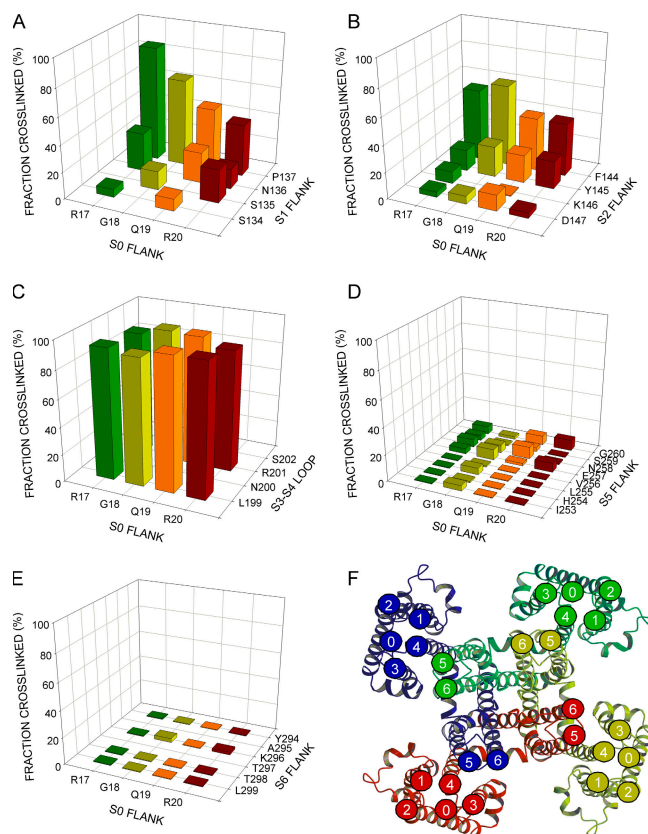 A
FRACTION CROSSLINKED (%)
100
80
60
40
20
0
R17
G18
Q19
R20
S0 FLANK
P137
N136
S135
S134
S1 FLANK
B
FRACTION CROSSLINKED (%)
100
80
60
40
20
0
R17
G18
Q19
R20
S0 FLANK
F144
Y145
K146
D147
S2 FLANK
C
FRACTION CROSSLINKED (%)
100
80
60
40
20
0
R17
G18
Q19
R20
S0 FLANK
S202
R201
N200
L199
S3-S4 LOOP
D
FRACTION CROSSLINKED (%)
100
80
60
40
20
0
R17
G18
Q19
R20
S0 FLANK
G260
S259
N258
E257
V256
L255
H254
I253
S5 FLANK
E
FRACTION CROSSLINKED (%)
100
80
60
40
20
0
R17
G18
Q19
R20
S0 FLANK
Y294
A295
K296
T297
T298
L299
S6 FLANK
F
2
1
0
4
3
5
6
3
0
2
4
1
6
5
6
5
3
4
0
1
2
5
6
1
4
2
0
3